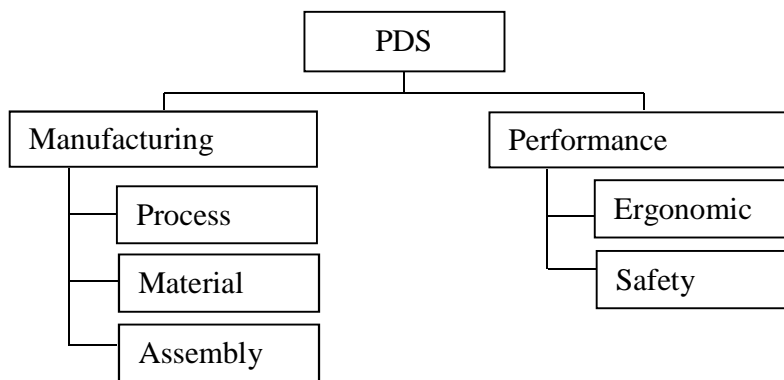 PDS
Manufacturing
Process
Material
Assembly
Performance
Ergonomic
Safety